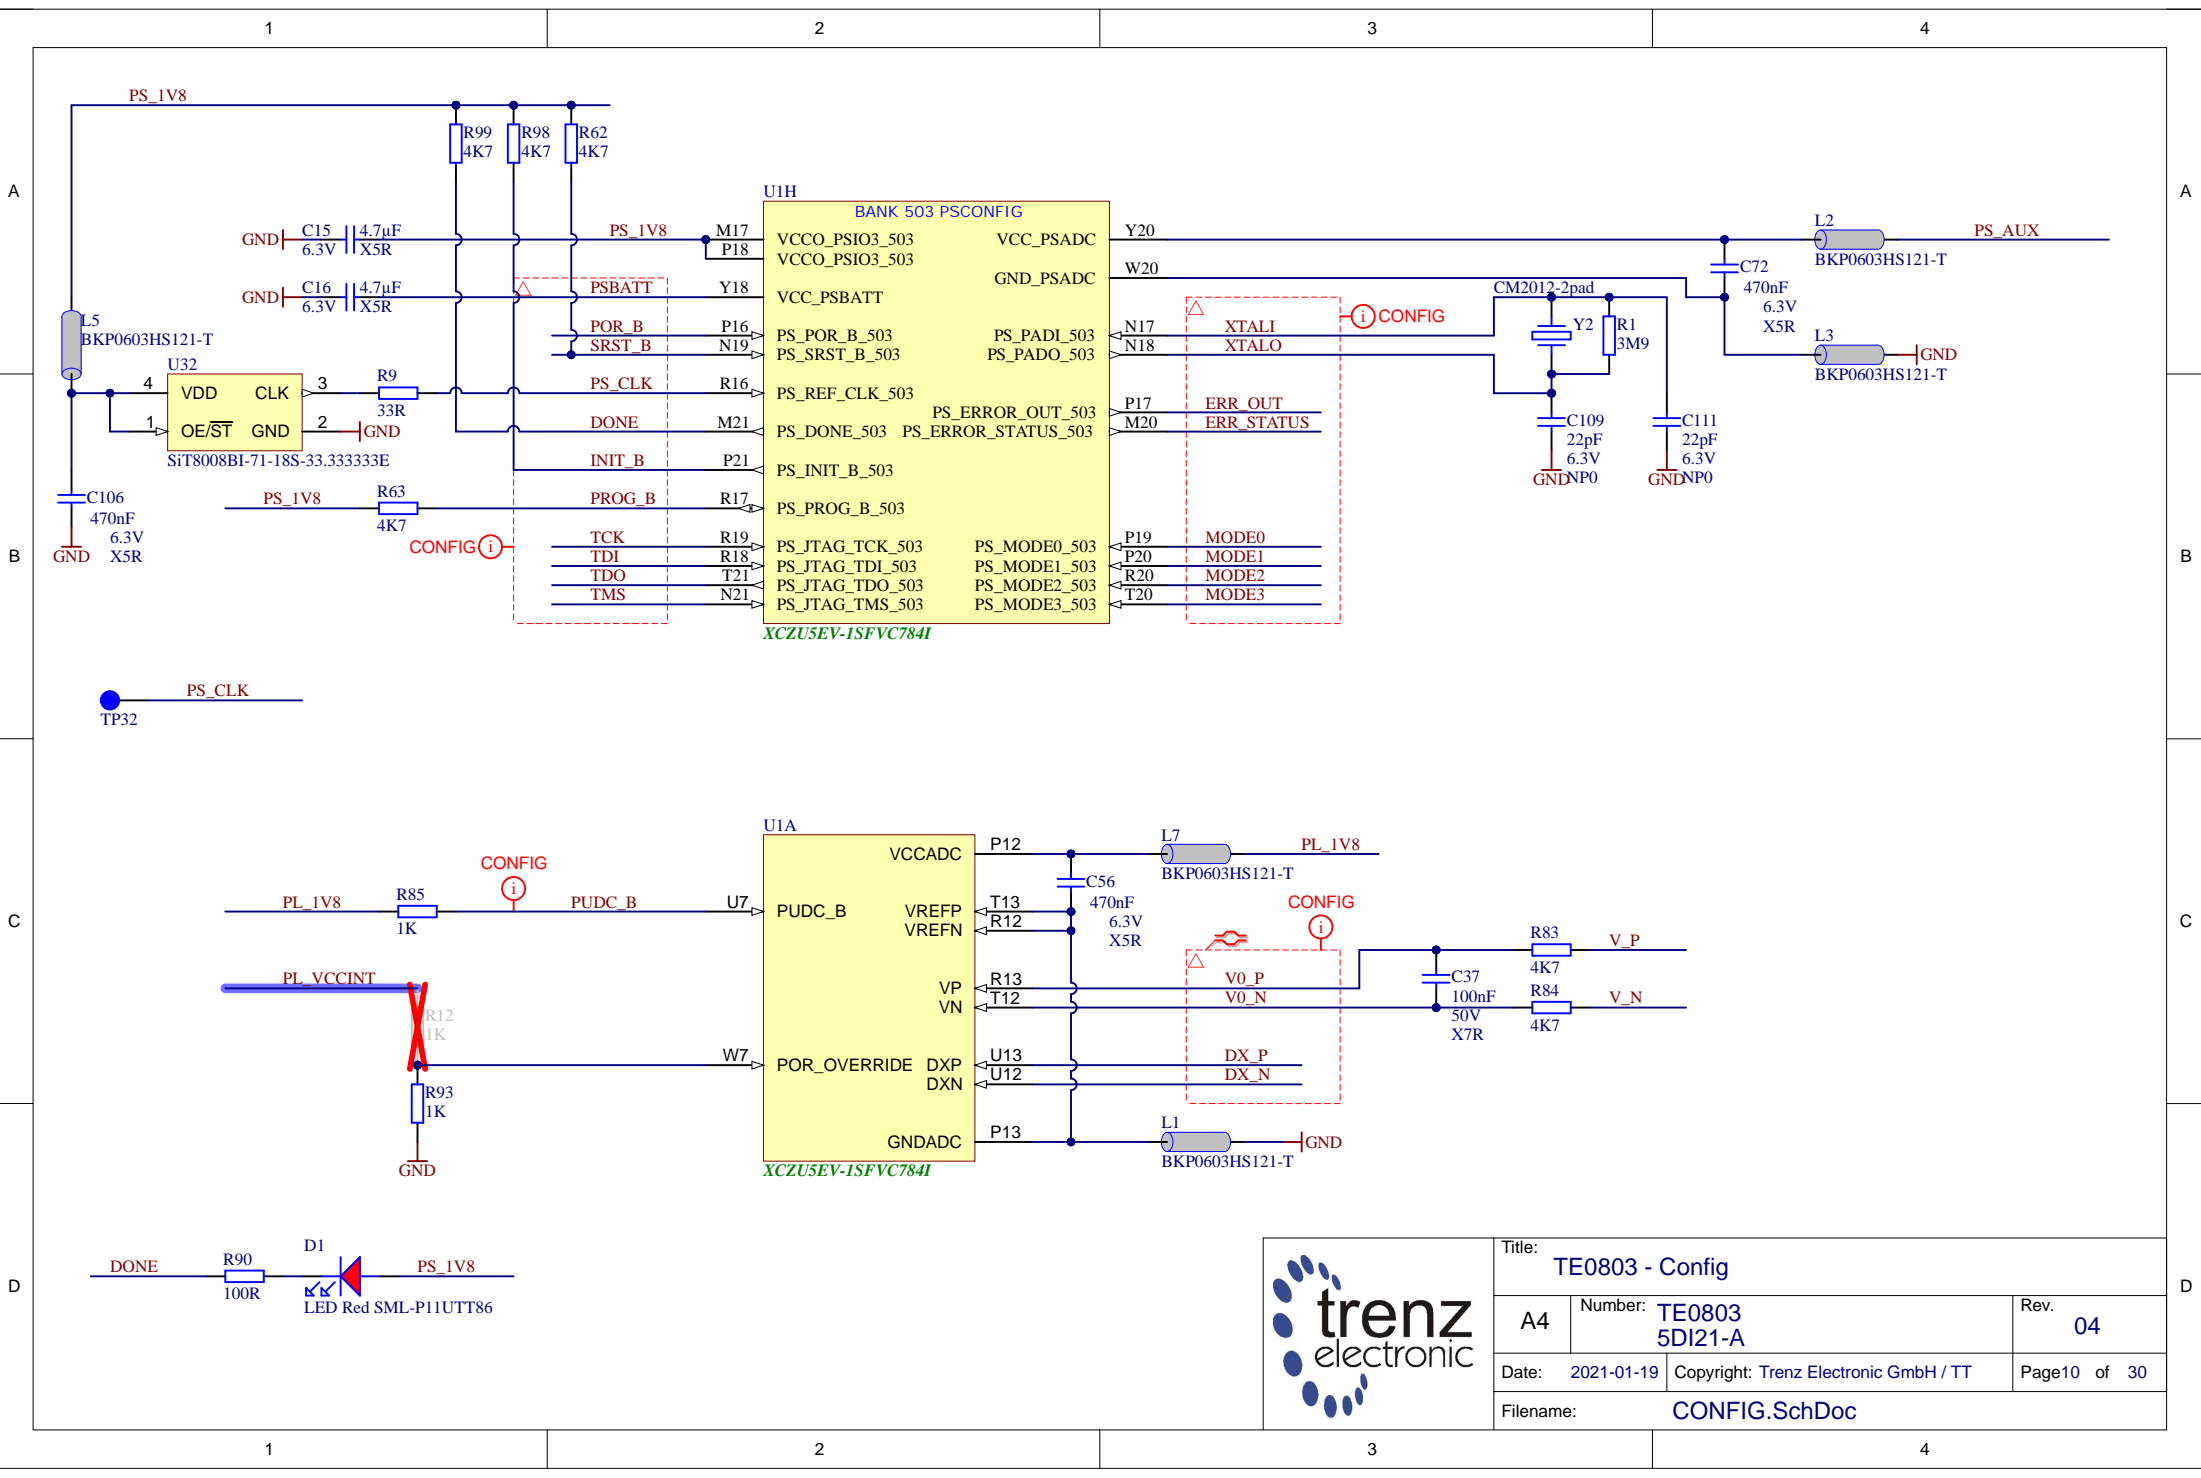 1
2
3
4
A
A
PS_1V8
R99
4K7
R98
4K7
R62
4K7
GND
C15
6.3V
4.7µF
X5R
PS_1V8
M17
P18
GND
C16
6.3V
4.7µF
X5R
PSBATT
Y18
POR_B
P16
SRST_B
N19
L5
BKP0603HS121-T
U32
4
VDD
CLK
3
1
OE/ST
GND
2
GND
SiT8008BI-71-18S-33.333333E
R9
33R
PS_CLK
R16
DONE
M21
INIT_B
P21
C106
470nF
6.3V
X5R
GND
PS_1V8
R63
4K7
PROG_B
R17
CONFIG
i
TCK
R19
TDI
R18
TDO
T21
TMS
N21
U1H
BANK 503 PSCONFIG
VCCO_PSIO3_503
VCCO_PSIO3_503
VCC_PSBATT
PS_POR_B_503
PS_SRST_B_503
PS_REF_CLK_503
PS_DONE_503
PS_INIT_B_503
PS_PROG_B_503
PS_JTAG_TCK_503
PS_JTAG_TDI_503
PS_JTAG_TDO_503
PS_JTAG_TMS_503
VCC_PSADC
GND_PSADC
PS_PADI_503
PS_PADO_503
PS_ERROR_OUT_503
PS_ERROR_STATUS_503
PS_MODE0_503
PS_MODE1_503
PS_MODE2_503
PS_MODE3_503
XCZU5EV-1SFVC784I
Y20
W20
N17
XTALI
N18
XTALO
P17
ERR_OUT
M20
ERR_STATUS
P19
MODE0
P20
MODE1
R20
MODE2
T20
MODE3
i
CONFIG
CM2012-2pad
Y2
R1
3M9
C109
22pF
6.3V
NP0
GND
C111
22pF
6.3V
NP0
GND
C72
470nF
6.3V
X5R
L2
BKP0603HS121-T
PS_AUX
L3
BKP0603HS121-T
GND
B
B
PS_CLK
TP32
C
C
PL_1V8
R85
1K
CONFIG
i
PUDC_B
U7
PL_VCCINT
R12
1K
W7
R93
1K
GND
U1A
PUDC_B
POR_OVERRIDE
VCCADC
VREFP
VREFN
VP
VN
DXP
DXN
GNDADC
XCZU5EV-1SFVC784I
P12
T13
R12
R13
T12
U13
U12
P13
L7
BKP0603HS121-T
PL_1V8
C56
470nF
6.3V
X5R
CONFIG
i
V0_P
V0_N
DX_P
DX_N
C37
100nF
50V
X7R
R83
4K7
V_P
R84
4K7
V_N
L1
BKP0603HS121-T
GND
D
D
DONE
R90
100R
D1
LED Red SML-P11UTT86
PS_1V8
trenz
electronic
Title:
TE0803 - Config
A4
Number:
TE0803
5DI21-A
Rev.
04
Date: 2021-01-19
Copyright: Trenz Electronic GmbH / TT
Page10 of 30
Filename:
CONFIG.SchDoc
1
2
3
4